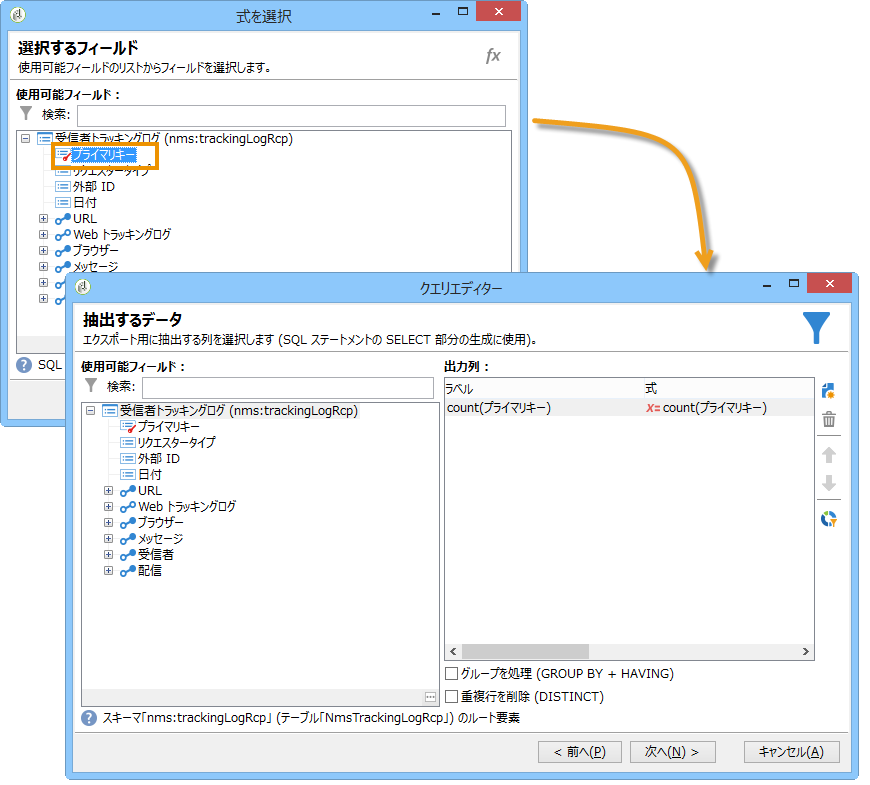 式を選択
選択するフィールド
使用可能フィールドのリストからフィールドを選択します。
fx
使用可能フィールド：
検索:
受信者トラッキングログ (nms:trackingLogRcp)
プライマリキー
リクエスタータイプ
外部 ID
日付
URL
Web トラッキングログ
ブラウザー
メッセージ
SQL
クエリエディター
抽出するデータ
エクスポート用に抽出する列を選択します (SQL ステートメントの SELECT 部分の生成に使用)。
使用可能フィールド：
検索:
受信者トラッキングログ (nms:trackingLogRcp)
プライマリキー
リクエスタータイプ
外部 ID
日付
URL
Web トラッキングログ
ブラウザー
メッセージ
受信者
配信
出力列：
ラベル 式
count(プライマリキー) X= count(プライマリキー)
グループを処理 (GROUP BY + HAVING)
重複行を削除 (DISTINCT)
スキーマ「nms:trackingLogRcp」 (テーブル「NmsTrackingLogRcp」) のルート要素
< 前へ(P) 次へ(N) > キャンセル(A)